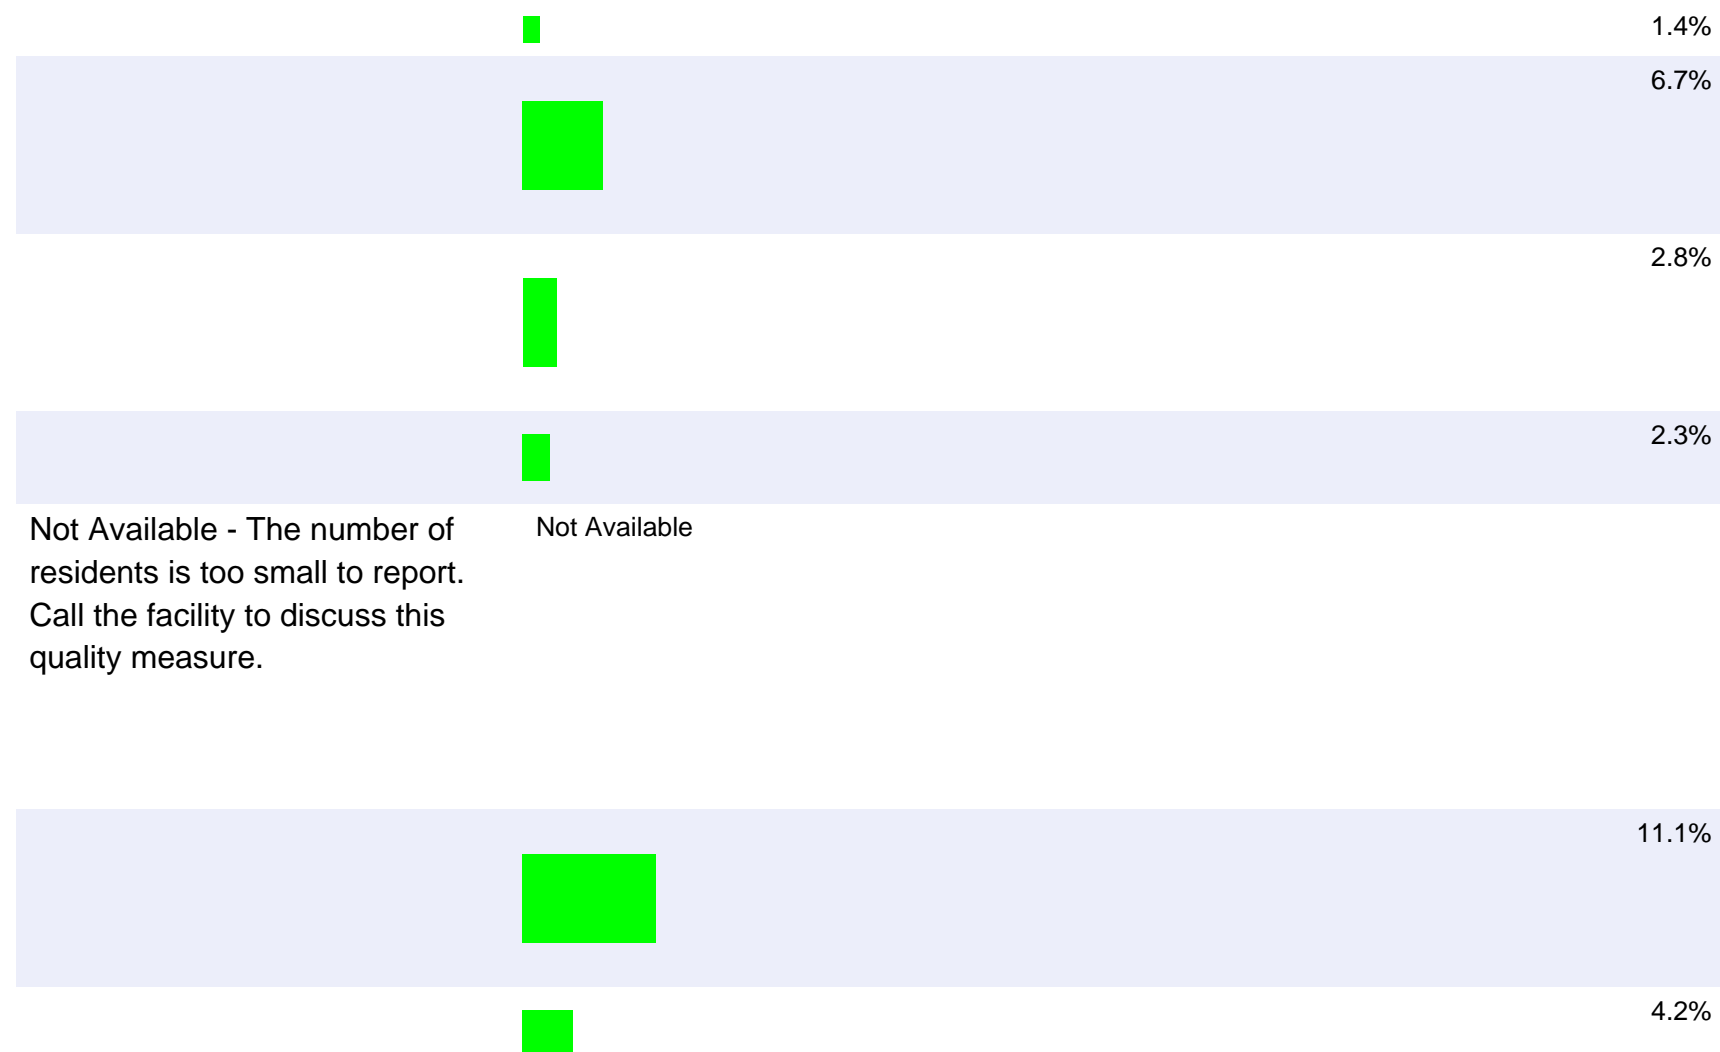 1.4%
6.7%
2.8%
2.3%
Not Available - The number of
residents is too small to report.
Call the facility to discuss this
quality measure.
Not Available
11.1%
4.2%